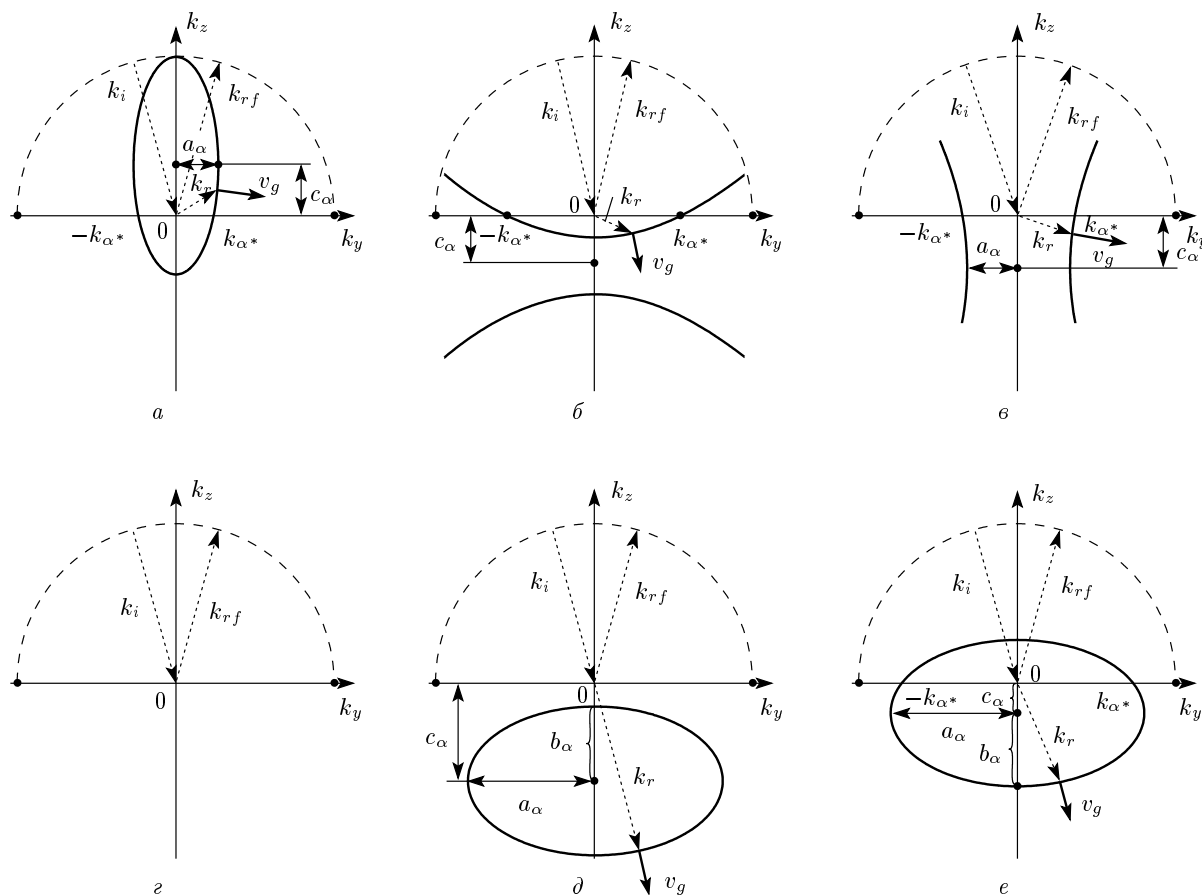 k_z
k_i
k_{rf}
a_α
k_r
v_g
c_α
−k_{α*}
0
k_{α*}
k_y
а
k_z
k_i
k_{rf}
k_r
0
c_α
−k_{α*}
k_{α*}
k_y
v_g
б
k_z
k_i
k_{rf}
0
−k_{α*}
k_{α*}
k_y
k_r
v_g
a_α
c_α
в
k_z
k_i
k_{rf}
0
k_y
г
k_z
k_i
k_{rf}
0
k_y
c_α
b_α
a_α
k_r
v_g
д
k_z
k_i
k_{rf}
0
−k_{α*}
c_α
k_{α*}
k_y
a_α
k_r
b_α
v_g
е